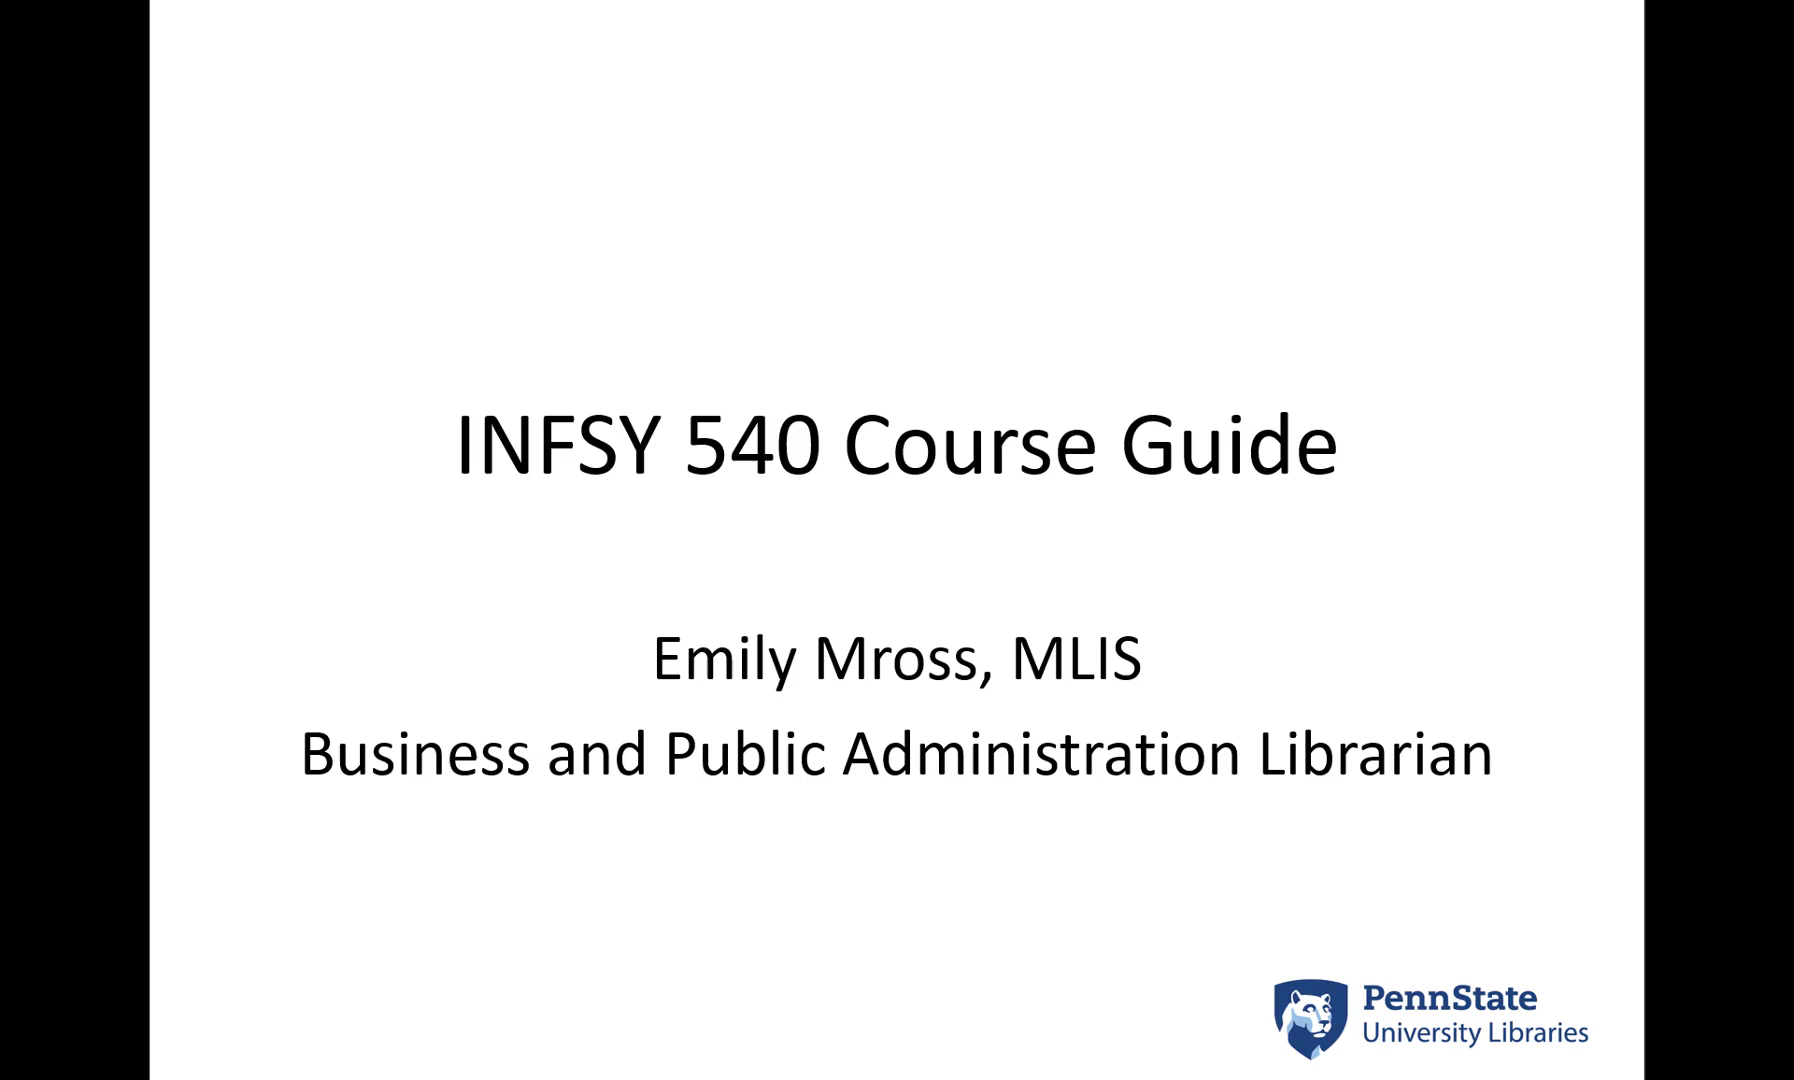 INFSY 540 Course Guide
Emily Mross, MLIS
Business and Public Administration Librarian
PennState
University Libraries